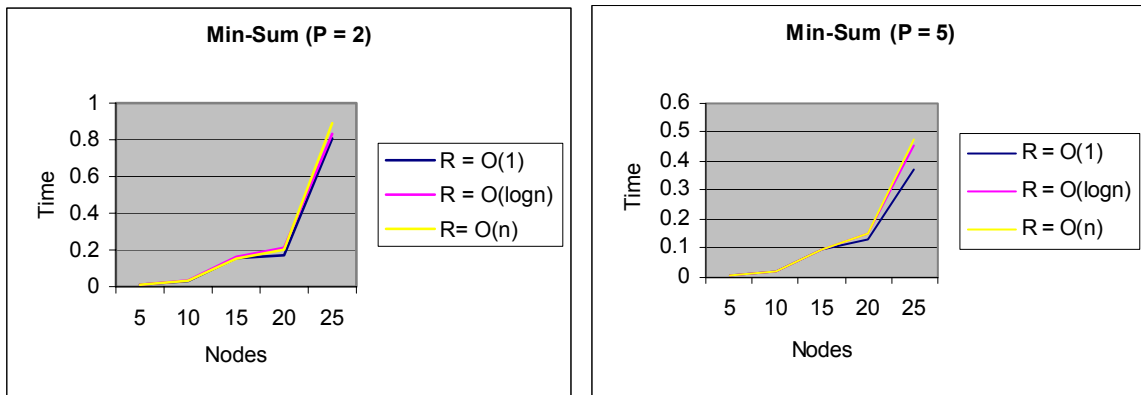 Min-Sum (P = 2)
1
0.8
0.6
0.4
0.2
0
Time
5 10 15 20 25
Nodes
R = O(1)
R = O(logn)
R= O(n)
Min-Sum (P = 5)
0.6
0.5
0.4
0.3
0.2
0.1
0
Time
5 10 15 20 25
Nodes
R = O(1)
R = O(logn)
R = O(n)